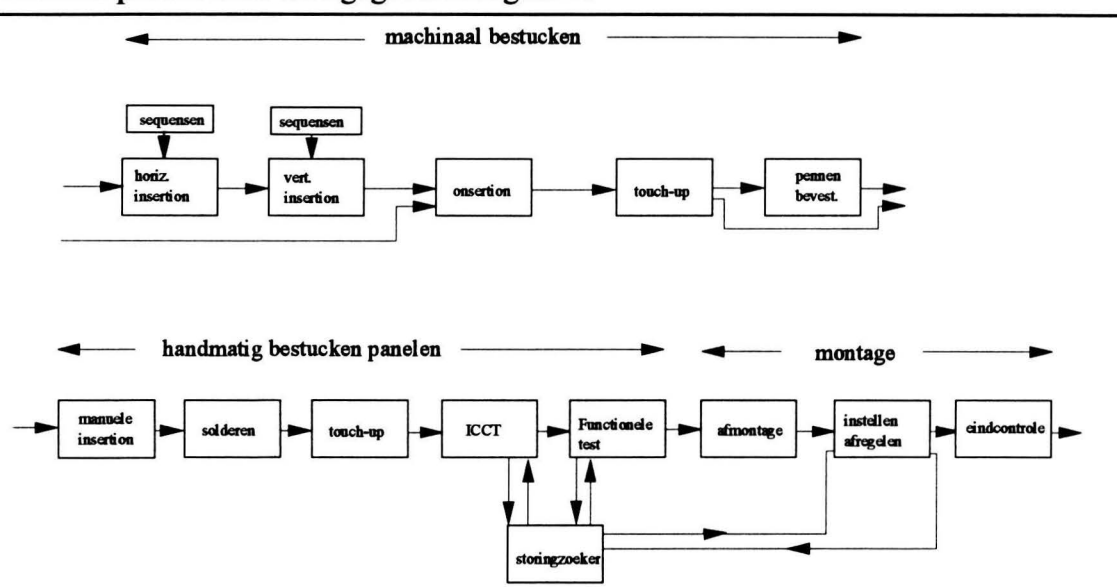 machinaal bestucken
sequensen
sequensen
horiz.
insertion
vert.
insertion
onsertion
touch-up
pennen
bevest.
handmatig bestucken panelen
montage
manuele
insertion
solderen
touch-up
ICCT
Functionele
test
afmontage
instellen
afregelen
eindcontrole
storingzoeker